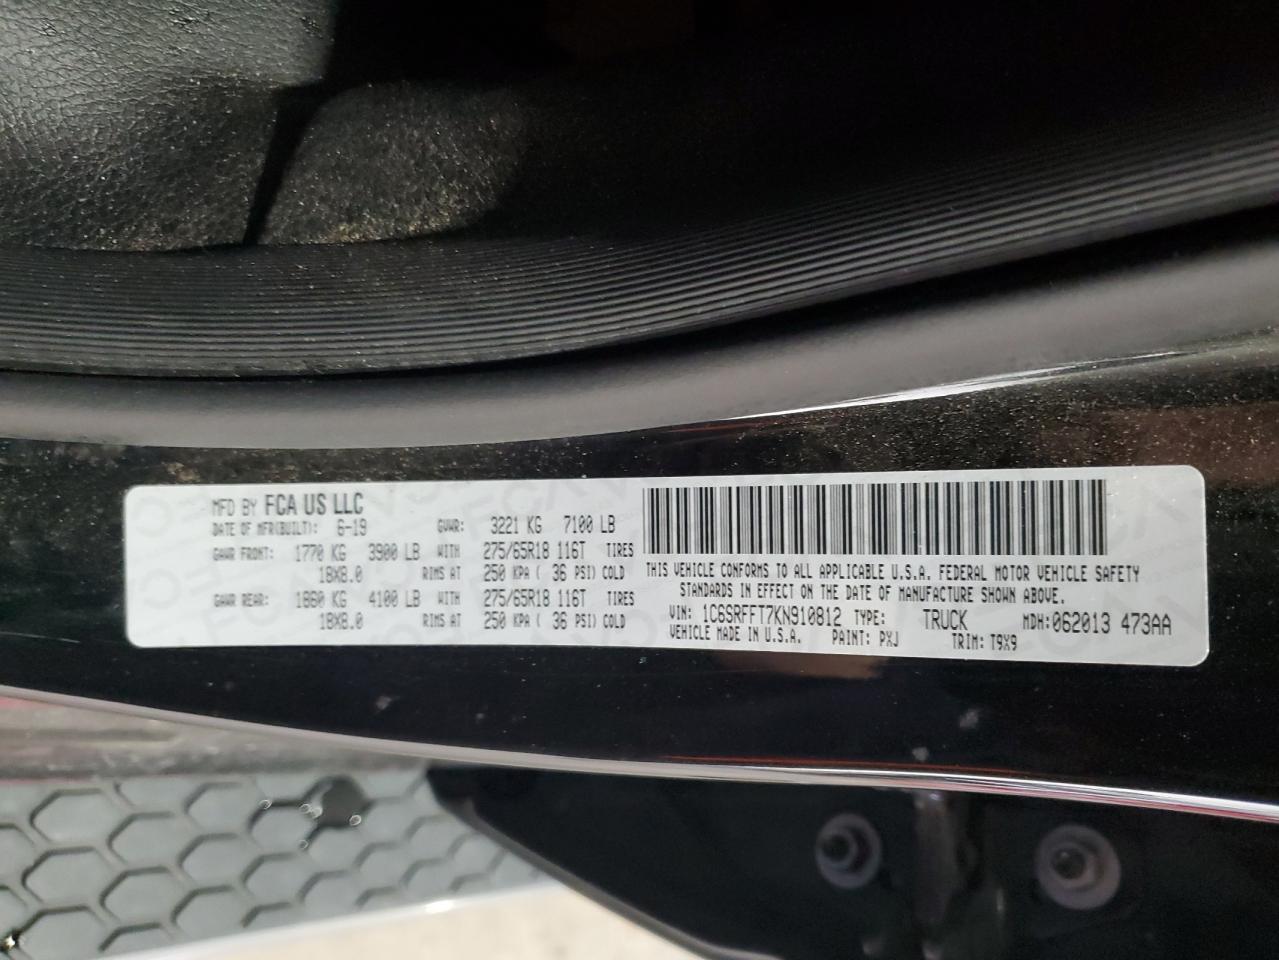 MFD BY FCA US LLC
DATE OF MFR(BUILT): 6-19 GVWR: 3221 KG 7100 LB
GAWR FRONT: 1770 KG 3900 LB WITH 275/65R18 116T TIRES
18X8.0 RIMS AT 250 KPA ( 36 PSI) COLD
GAWR REAR: 1860 KG 4100 LB WITH 275/65R18 116T TIRES
18X8.0 RIMS AT 250 KPA ( 36 PSI) COLD
THIS VEHICLE CONFORMS TO ALL APPLICABLE U.S.A. FEDERAL MOTOR VEHICLE SAFETY
STANDARDS IN EFFECT ON THE DATE OF MANUFACTURE SHOWN ABOVE.
VIN: 1C6SRFFT7KN910812 TYPE: TRUCK MDH:062013 473AA
VEHICLE MADE IN U.S.A. PAINT: PXJ TRIM: T9X9